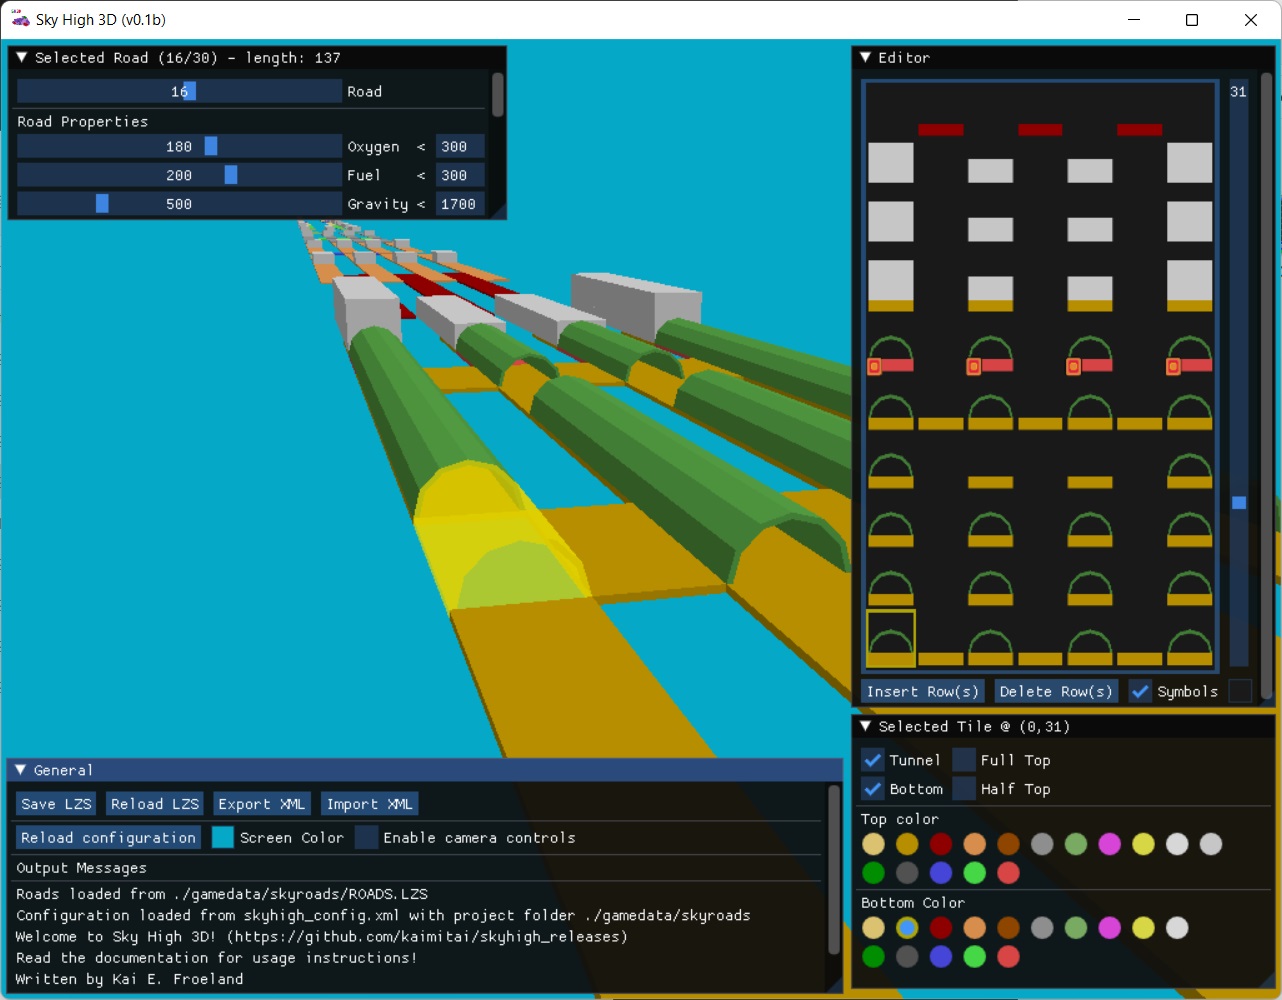 Sky High 3D (v0.1b)
Selected Road (16/30) - length: 137
16 Road
Road Properties
180 Oxygen < 300
200 Fuel < 300
500 Gravity < 1700
Editor
31
Insert Row(s) Delete Row(s) Symbols
Selected Tile @ (0,31)
Tunnel Full Top
Bottom Half Top
Top color
Bottom Color
General
Save LZS Reload LZS Export XML Import XML
Reload configuration Screen Color Enable camera controls
Output Messages
Roads loaded from ./gamedata/skyroads/ROADS.LZS
Configuration loaded from skyhigh_config.xml with project folder ./gamedata/skyroads
Welcome to Sky High 3D! (https://github.com/kaimitai/skyhigh_releases)
Read the documentation for usage instructions!
Written by Kai E. Froeland